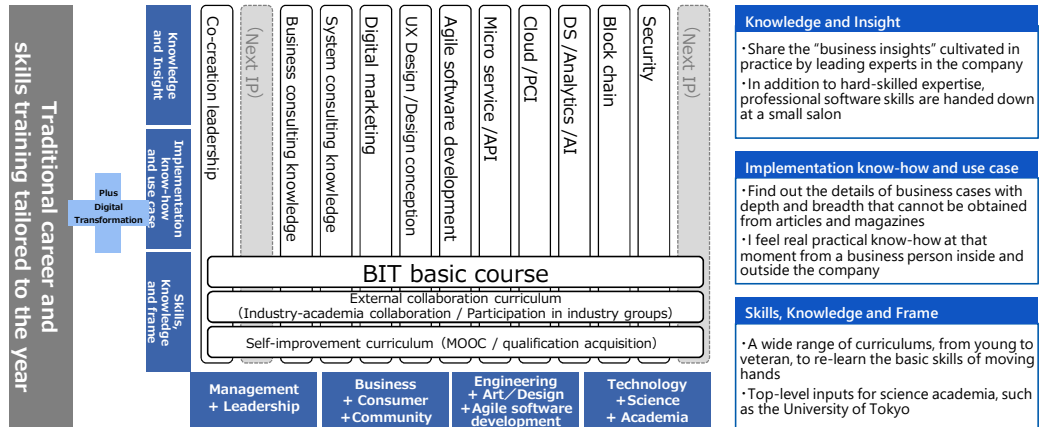 Traditional career and
skills training tailored to the year
Plus
Digital
Transformation
Knowledge
and Insight
Implementation
know-how
and use case
Skills,
Knowledge
and frame
Co-creation leadership
(Next IP)
Business consulting knowledge
System consulting knowledge
Digital marketing
UX Design /Design conception
Agile software development
Micro service /API
Cloud /PCI
DS /Analytics /AI
Block chain
Security
(Next IP)
BIT basic course
External collaboration curriculum
(Industry-academia collaboration / Participation in industry groups)
Self-improvement curriculum (MOOC / qualification acquisition)
Management
+ Leadership
Business
+ Consumer
+Community
Engineering
+ Art／Design
+Agile software
development
Technology
+Science
+ Academia
Knowledge and Insight
・Share the "business insights" cultivated in
practice by leading experts in the company
・In addition to hard-skilled expertise,
professional software skills are handed down
at a small salon
Implementation know-how and use case
・Find out the details of business cases with
depth and breadth that cannot be obtained
from articles and magazines
・I feel real practical know-how at that
moment from a business person inside and
outside the company
Skills, Knowledge and Frame
・A wide range of curriculums, from young to
veteran, to re-learn the basic skills of moving
hands
・Top-level inputs for science academia, such
as the University of Tokyo